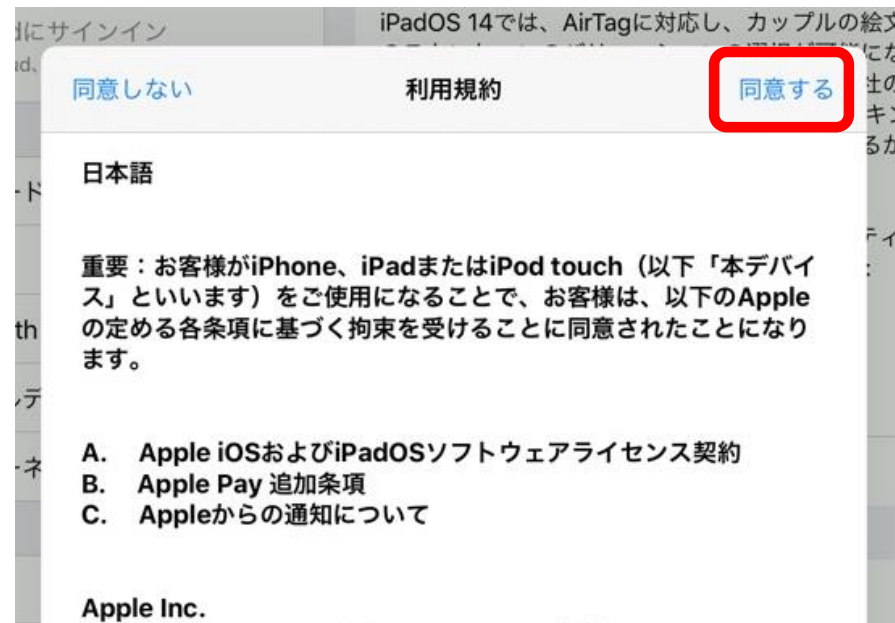 にサインイン
iPadOS 14では、AirTagに対応し、カップルの絵文
同意しない
利用規約
同意する
日本語
重要：お客様がiPhone、iPadまたはiPod touch（以下「本デバイ
ス」といいます）をご使用になることで、お客様は、以下のApple
の定める各条項に基づく拘束を受けることに同意されたことになり
ます。
A. Apple iOSおよびiPadOSソフトウェアライセンス契約
B. Apple Pay 追加条項
C. Appleからの通知について
Apple Inc.